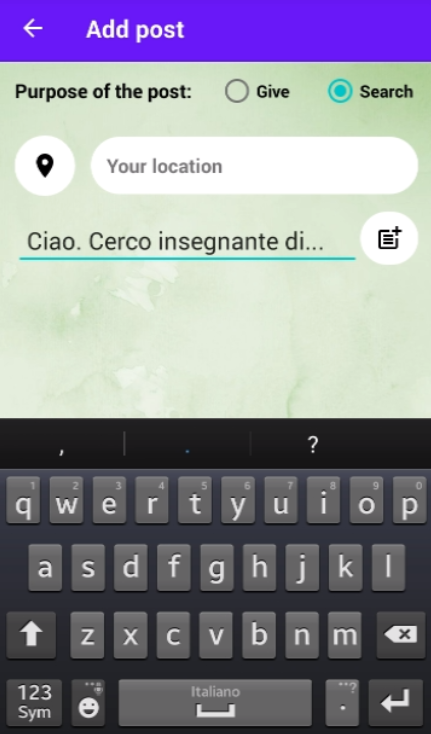 Add post
Purpose of the post: Give Search
Your location
Ciao. Cerco insegnante di...
, . ?
1 2 3 4 5 6 7 8 9 0
q w e r t y u i o p
a s d f g h j k l
z x c v b n m
123 Italiano ...?
Sym .